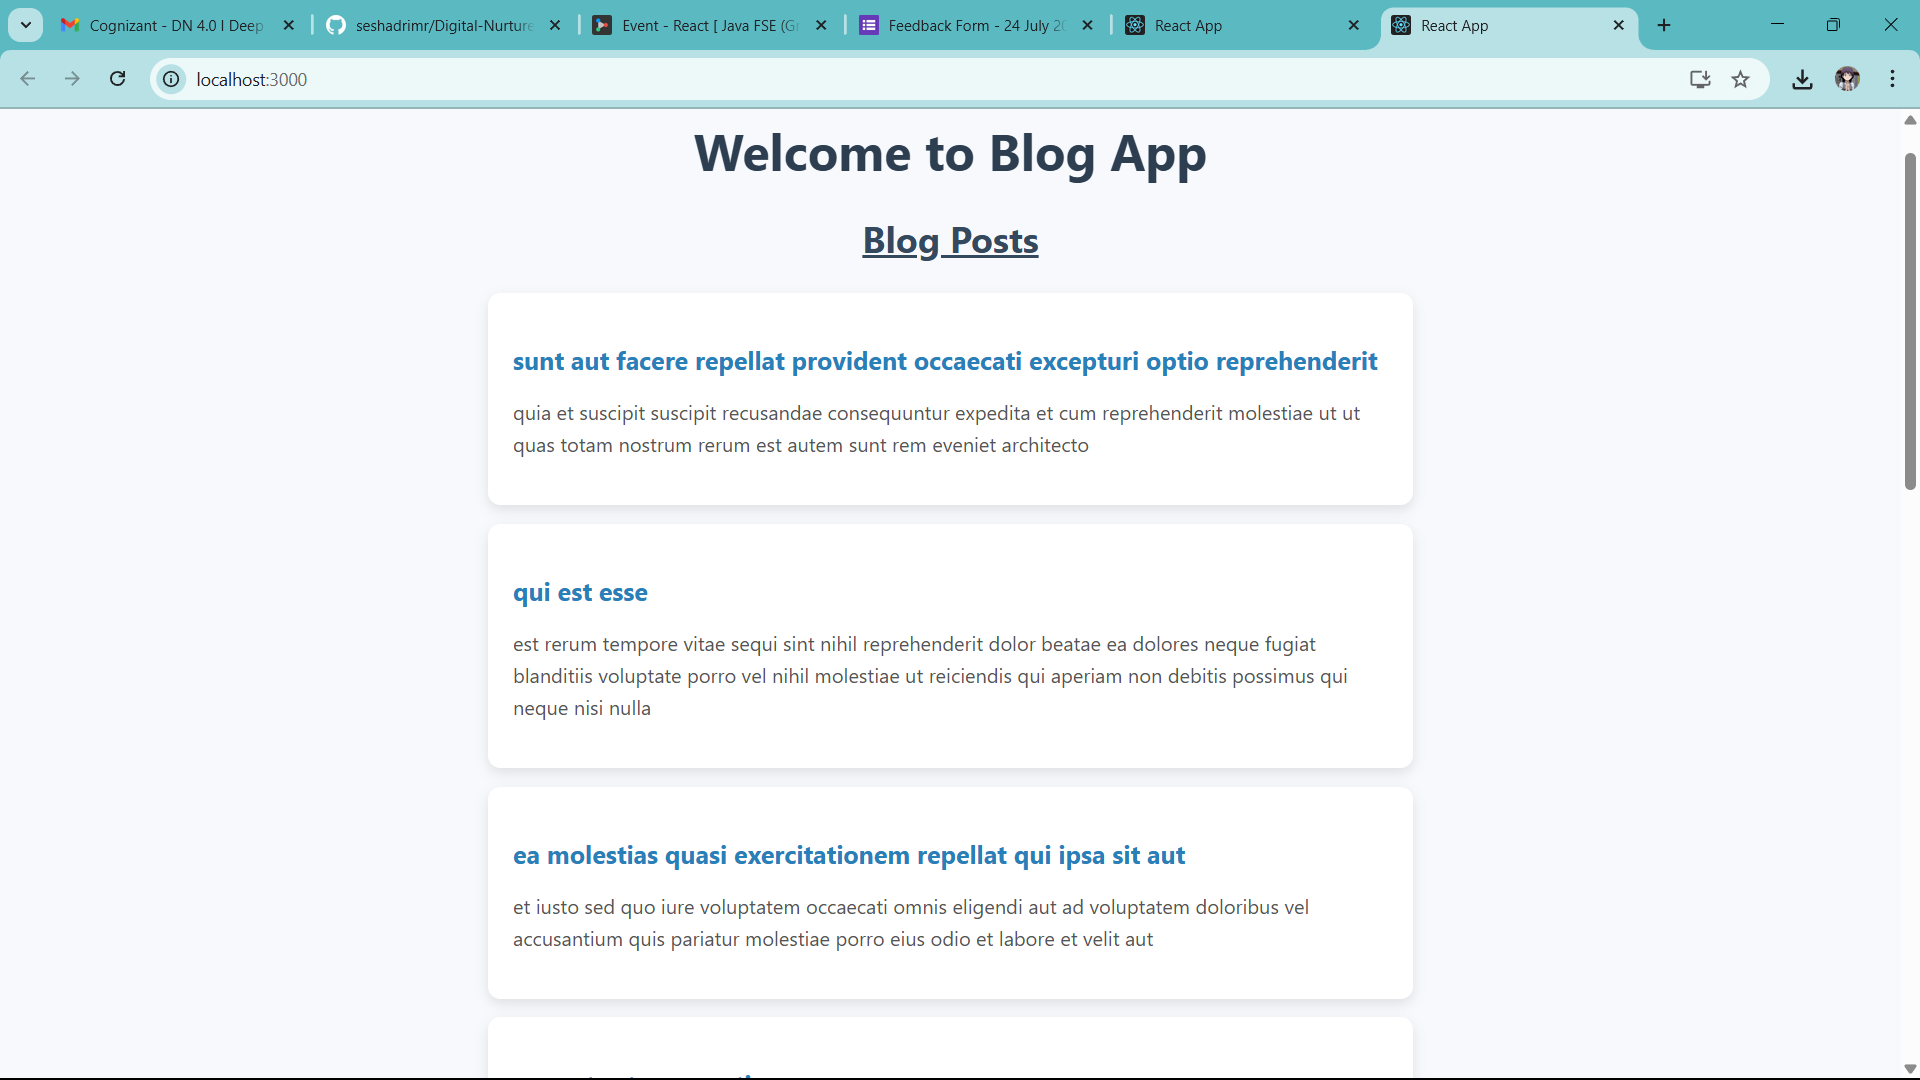 Cognizant - DN 4.0 I Deep
seshadrimr/Digital-Nurture
Event - React [ Java FSE (Gr
Feedback Form - 24 July 20
React App
React App
localhost:3000
Welcome to Blog App
Blog Posts
sunt aut facere repellat provident occaecati excepturi optio reprehenderit
quia et suscipit suscipit recusandae consequuntur expedita et cum reprehenderit molestiae ut ut
quas totam nostrum rerum est autem sunt rem eveniet architecto
qui est esse
est rerum tempore vitae sequi sint nihil reprehenderit dolor beatae ea dolores neque fugiat
blanditiis voluptate porro vel nihil molestiae ut reiciendis qui aperiam non debitis possimus qui
neque nisi nulla
ea molestias quasi exercitationem repellat qui ipsa sit aut
et iusto sed quo iure voluptatem occaecati omnis eligendi aut ad voluptatem doloribus vel
accusantium quis pariatur molestiae porro eius odio et labore et velit aut